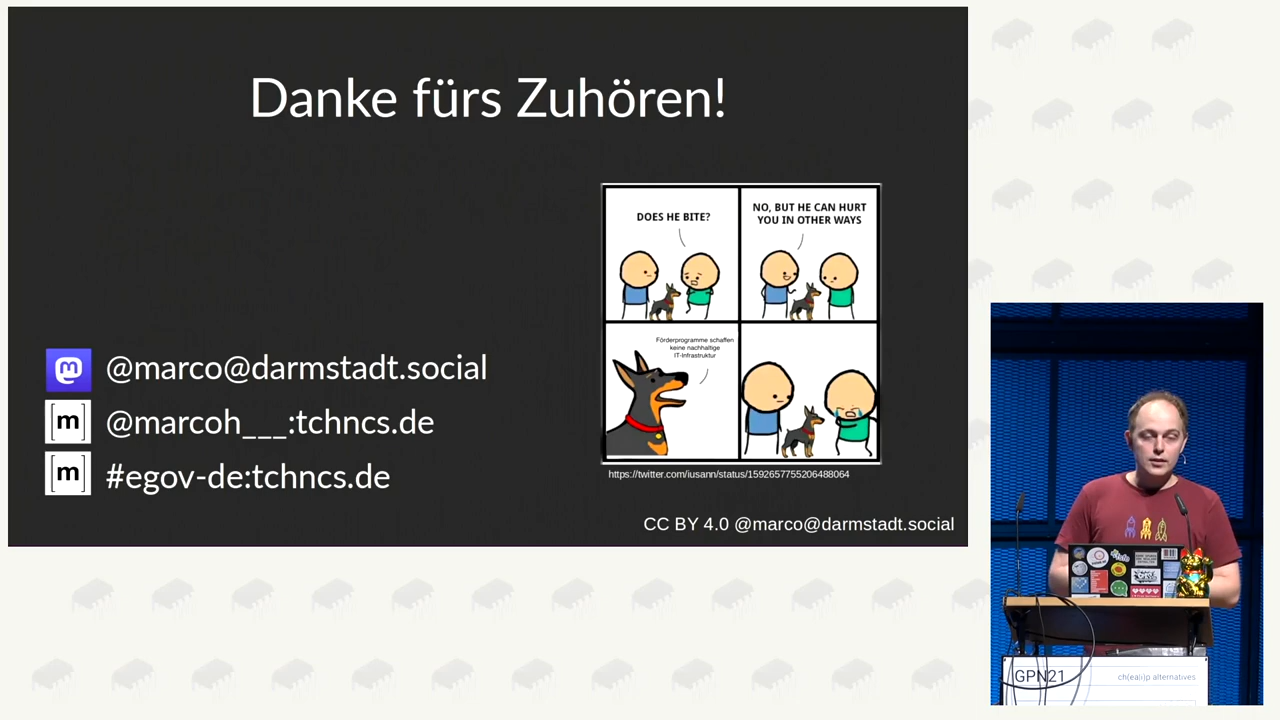 Danke fürs Zuhören!
DOES HE BITE?
NO, BUT HE CAN HURT
YOU IN OTHER WAYS
Förderprogramme schaffen
keine nachhaltige
IT-Infrastruktur
@marco@darmstadt.social
[m] @marcoh___:tchncs.de
[m] #egov-de:tchncs.de
https://twitter.com/iusann/status/1592657755206488064
CC BY 4.0 @marco@darmstadt.social
GPN21
ch(ea(i)p alternatives